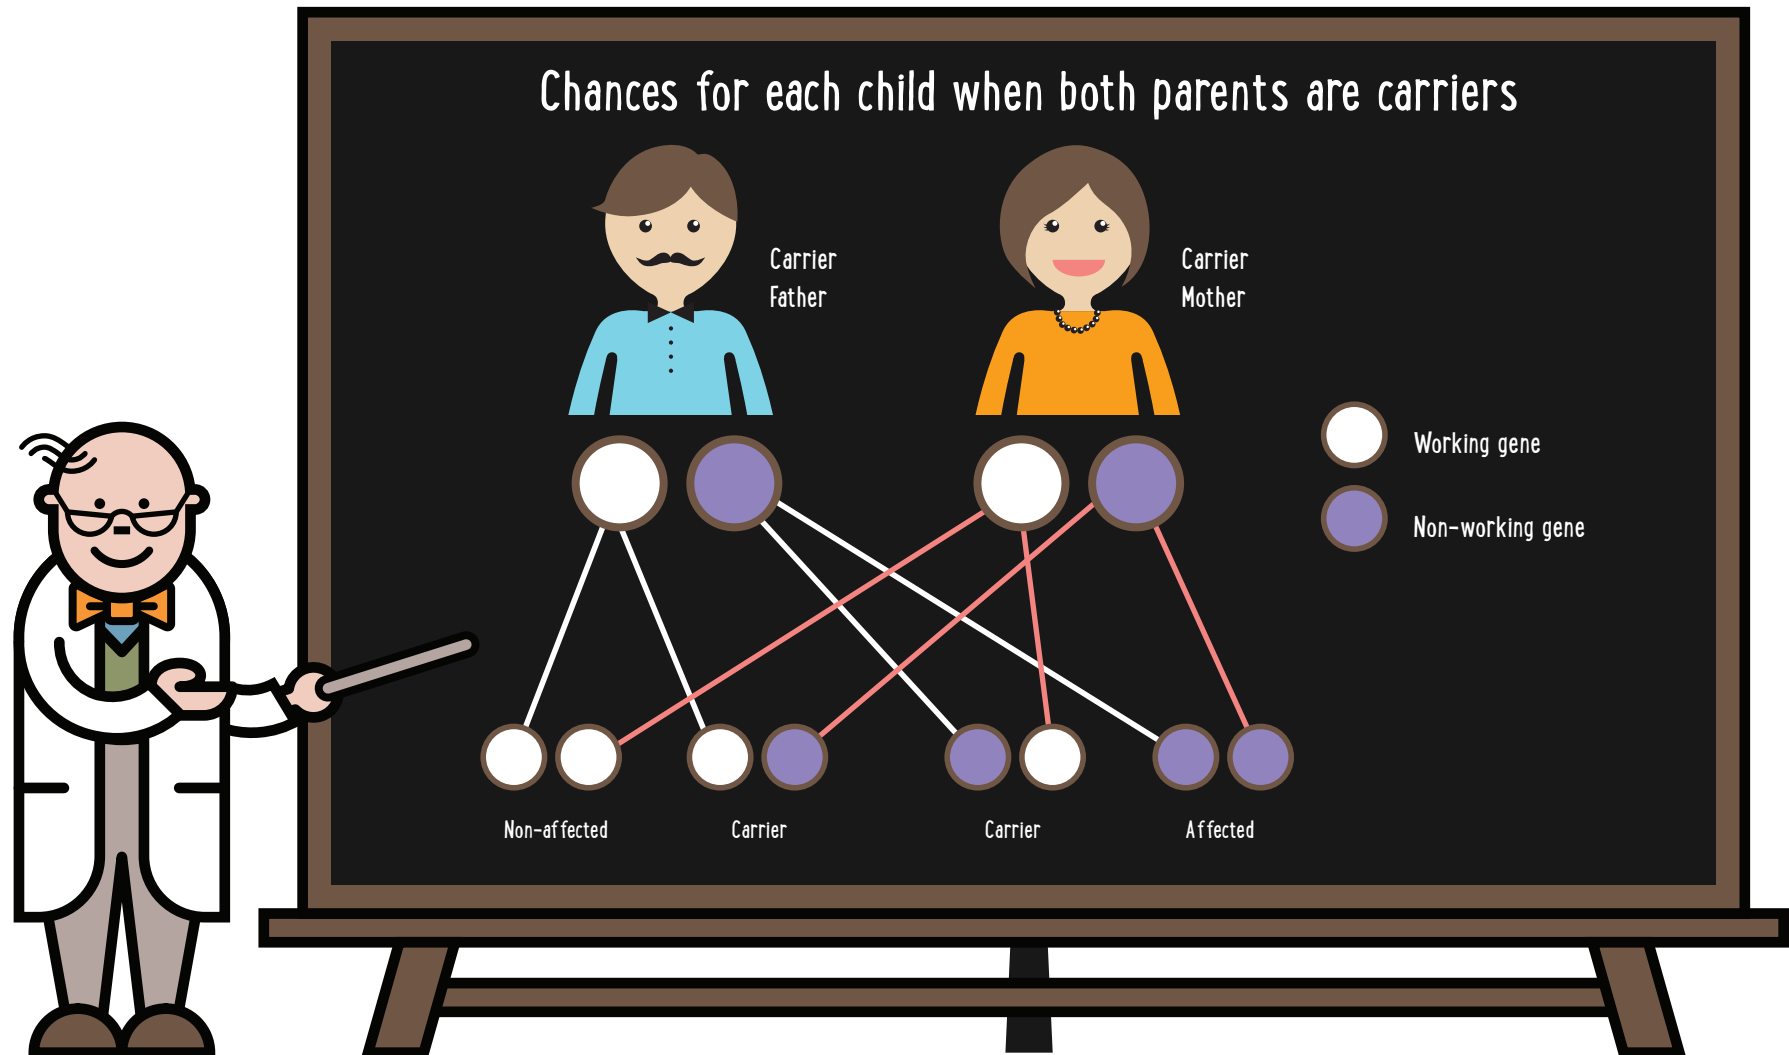 Chances for each child when both parents are carriers
Carrier
Father
Carrier
Mother
Working gene
Non-working gene
Non-affected
Carrier
Carrier
Affected